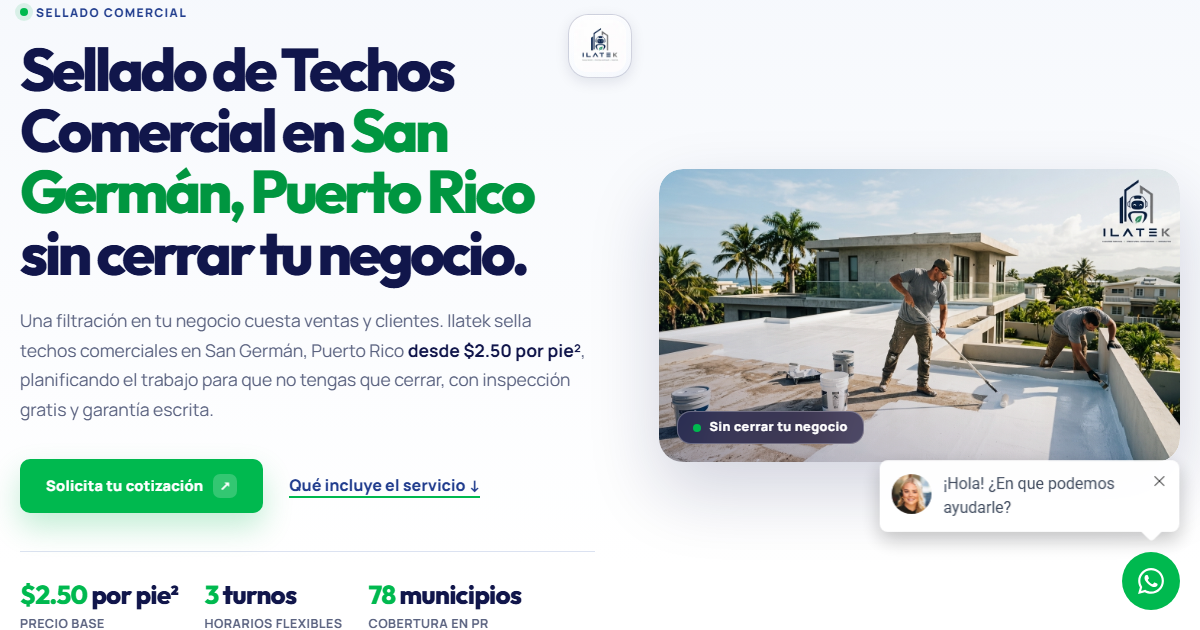 SELLADO COMERCIAL
ILATEK
Sellado de Techos
Comercial en San
Germán, Puerto Rico
sin cerrar tu negocio.
Una filtración en tu negocio cuesta ventas y clientes. Ilatek sella
techos comerciales en San Germán, Puerto Rico desde $2.50 por pie²,
planificando el trabajo para que no tengas que cerrar, con inspección
gratis y garantía escrita.
Solicita tu cotización ↗
Qué incluye el servicio ↓
$2.50 por pie²
PRECIO BASE
3 turnos
HORARIOS FLEXIBLES
78 municipios
COBERTURA EN PR
ILATEK
Sin cerrar tu negocio
¡Hola! ¿En que podemos
ayudarle?